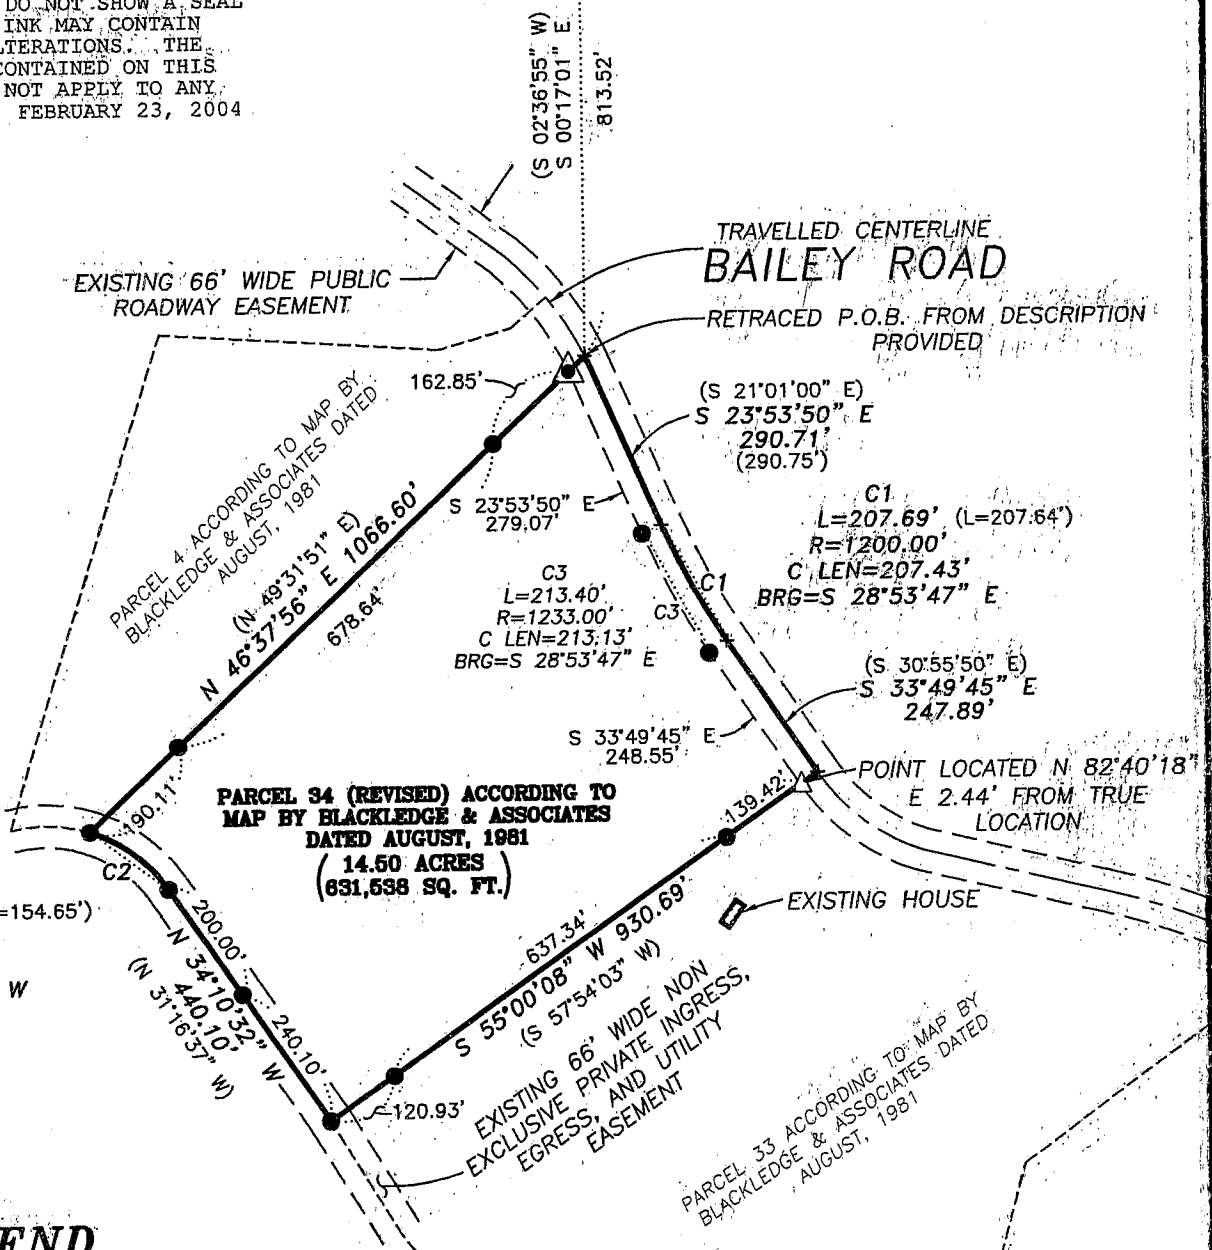 DO NOT SHOW A SEAL
INK MAY CONTAIN
LTERATIONS. THE
CONTAINED ON THIS
NOT APPLY TO ANY
FEBRUARY 23, 2004
(S 02°36'55" W)
S 00°17'01" E
813.52'
TRAVELLED CENTERLINE
BAILEY ROAD
EXISTING 66' WIDE PUBLIC
ROADWAY EASEMENT
RETRACED P.O.B. FROM DESCRIPTION
PROVIDED
162.85'
(S 21°01'00" E)
S 23°53'50" E
290.71'
(290.75')
PARCEL 4 ACCORDING TO MAP BY
BLACKLEDGE & ASSOCIATES DATED
AUGUST, 1981
(N 49°31'51" E)
N 46°37'56" E 1066.60'
678.64'
S 23°53'50" E
279.07'
C1
L=207.69' (L=207.64')
R=1200.00'
C LEN=207.43'
BRG=S 28°53'47" E
C3
L=213.40'
R=1233.00'
C LEN=213.13'
BRG=S 28°53'47" E
C1
C3
(S 30°55'50" E)
S 33°49'45" E
247.89'
S 33°49'45" E
248.55'
POINT LOCATED N 82°40'18"
E 2.44' FROM TRUE
LOCATION
139.42'
190.11'
PARCEL 34 (REVISED) ACCORDING TO
MAP BY BLACKLEDGE & ASSOCIATES
DATED AUGUST, 1981
(14.50 ACRES
631,538 SQ. FT.)
C2
=154.65')
EXISTING HOUSE
200.00'
N 34°10'32" W
440.10'
(N 31°16'37" W)
240.10'
W
637.34'
S 55°00'08" W 930.69'
(S 57°54'03" W)
120.93'
EXISTING 66' WIDE NON
EXCLUSIVE PRIVATE INGRESS,
EGRESS, AND UTILITY
EASEMENT
PARCEL 33 ACCORDING TO MAP BY
BLACKLEDGE & ASSOCIATES DATED
AUGUST, 1981
END